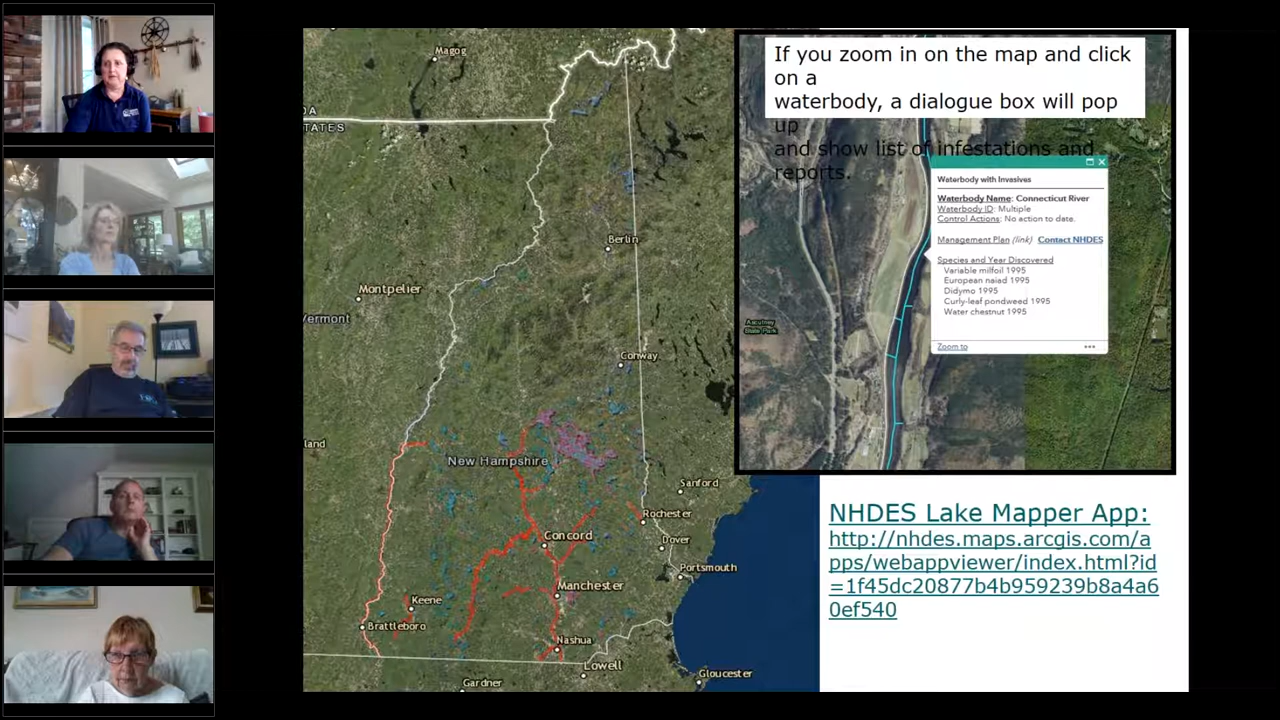 Magog
DA
STATES
Berlin
Montpelier
Vermont
Conway
land
New Hampshire
Sanford
Rochester
Concord
Dover
Portsmouth
Manchester
Keene
Brattleboro
Nashua
Lowell
Gloucester
Gardner
If you zoom in on the map and click
on a
waterbody, a dialogue box will pop
up
and show list of infestations and
reports.
Waterbody with Invasives
Waterbody Name: Connecticut River
Waterbody ID: Multiple
Control Actions: No action to date.
Management Plan (link) Contact NHDES
Species and Year Discovered
Variable milfoil 1995
European naiad 1995
Didymo 1995
Curly-leaf pondweed 1995
Water chestnut 1995
Zoom to
Ascutney
State Park
NHDES Lake Mapper App:
http://nhdes.maps.arcgis.com/a
pps/webappviewer/index.html?id
=1f45dc20877b4b959239b8a4a6
0ef540